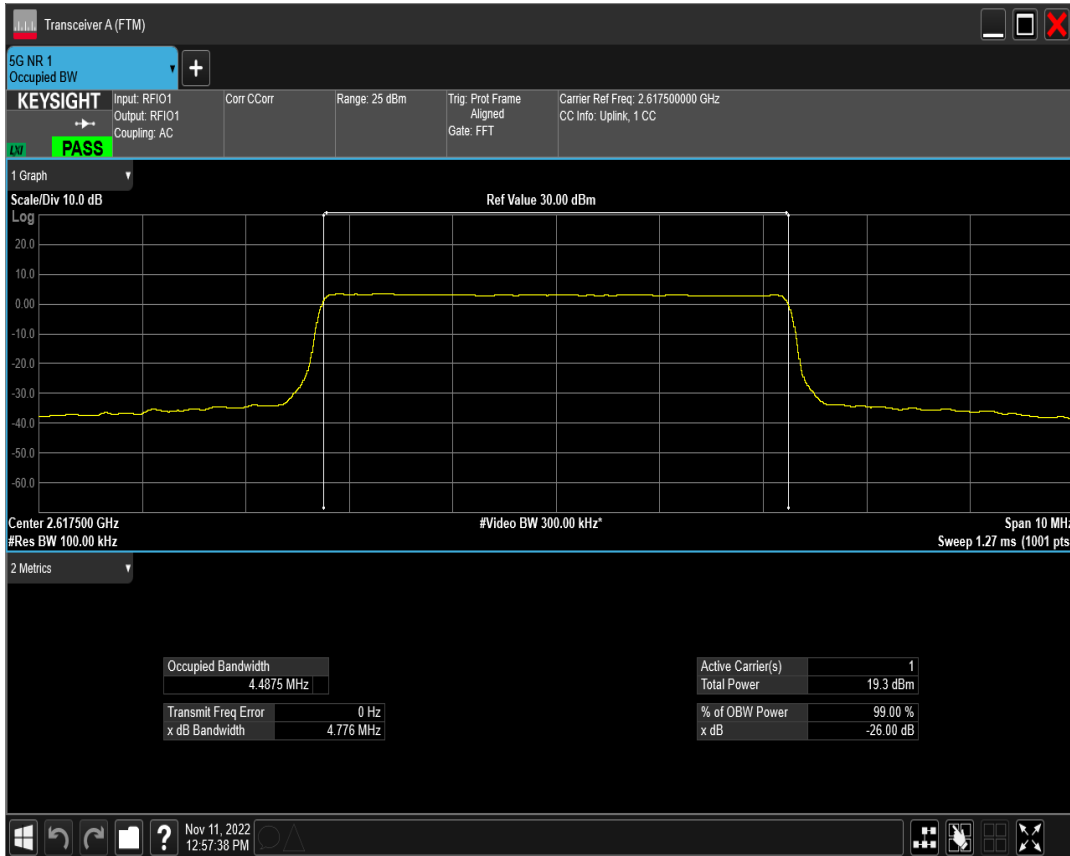 Transceiver A (FTM)
5G NR 1
Occupied BW
+
KEYSIGHT
Input: RFIO1
Output: RFIO1
Coupling: AC
Corr CCorr
Range: 25 dBm
Trig: Prot Frame
Aligned
Gate: FFT
Carrier Ref Freq: 2.617500000 GHz
CC Info: Uplink, 1 CC
LXI
PASS
1 Graph
Scale/Div 10.0 dB
Ref Value 30.00 dBm
Log
20.0
10.0
0.00
-10.0
-20.0
-30.0
-40.0
-50.0
-60.0
Center 2.617500 GHz
#Video BW 300.00 kHz*
Span 10 MHz
#Res BW 100.00 kHz
Sweep 1.27 ms (1001 pts
2 Metrics
Occupied Bandwidth
4.4875 MHz
Transmit Freq Error 0 Hz
x dB Bandwidth 4.776 MHz
Active Carrier(s) 1
Total Power 19.3 dBm
% of OBW Power 99.00 %
x dB -26.00 dB
?
Nov 11, 2022
12:57:38 PM